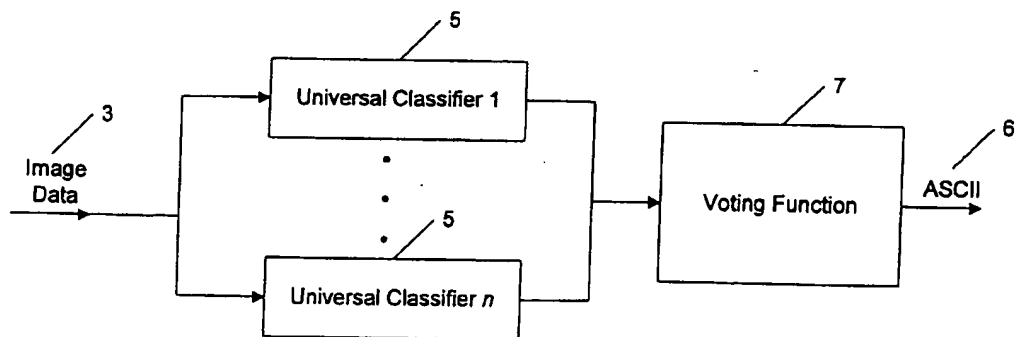 5
Universal Classifier 1
3
Image
Data
7
Voting Function
6
ASCII
5
Universal Classifier n